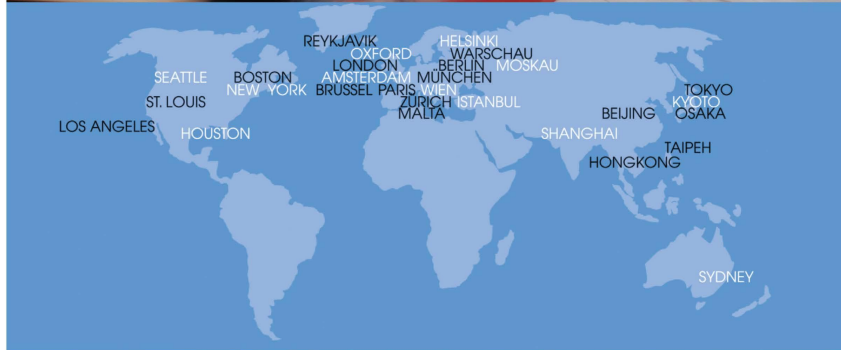 REYKJAVIK
HELSINKI
OXFORD
WARSCHAU
LONDON
BERLIN
MOSKAU
SEATTLE
BOSTON
AMSTERDAM
MÜNCHEN
NEW YORK
BRÜSSEL
PARIS
WIEN
TOKYO
ST. LOUIS
ZÜRICH
ISTANBUL
KYOTO
MALTA
BEIJING
OSAKA
LOS ANGELES
HOUSTON
SHANGHAI
TAIPEH
HONGKONG
SYDNEY